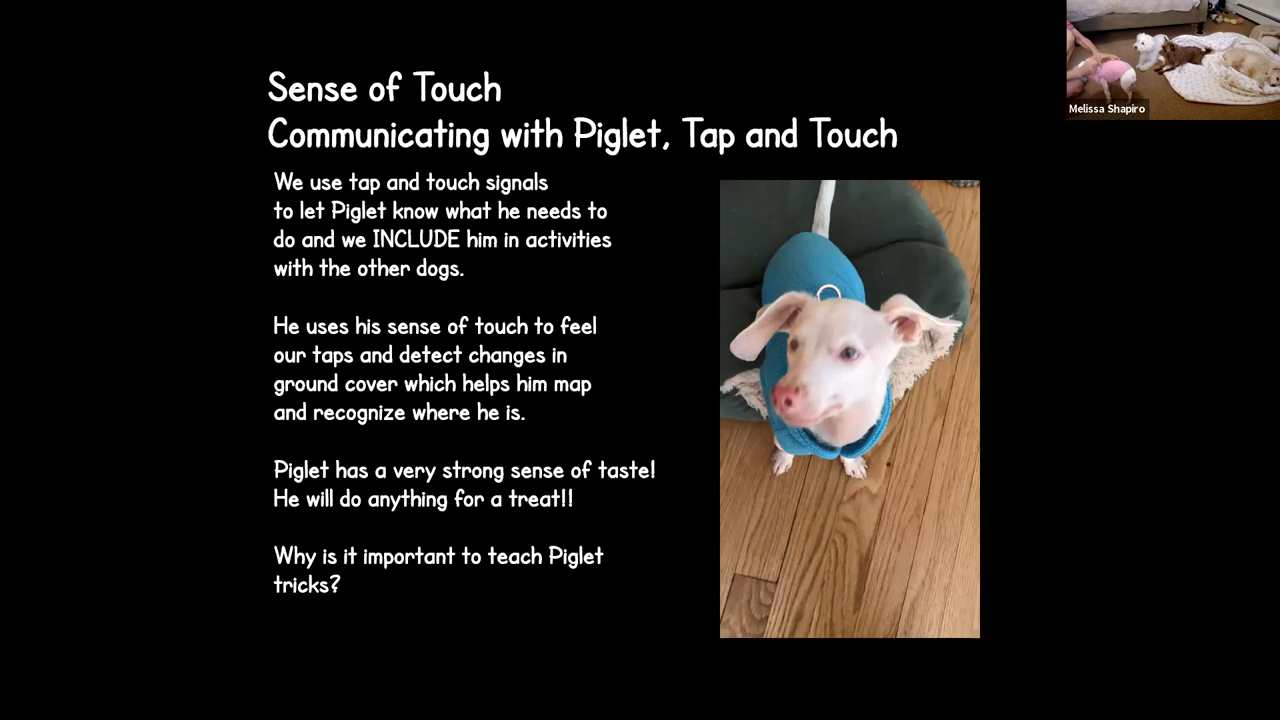 Sense of Touch
Communicating with Piglet, Tap and Touch
We use tap and touch signals
to let Piglet know what he needs to
do and we INCLUDE him in activities
with the other dogs.
He uses his sense of touch to feel
our taps and detect changes in
ground cover which helps him map
and recognize where he is.
Piglet has a very strong sense of taste!
He will do anything for a treat!!
Why is it important to teach Piglet
tricks?
Melissa Shapiro